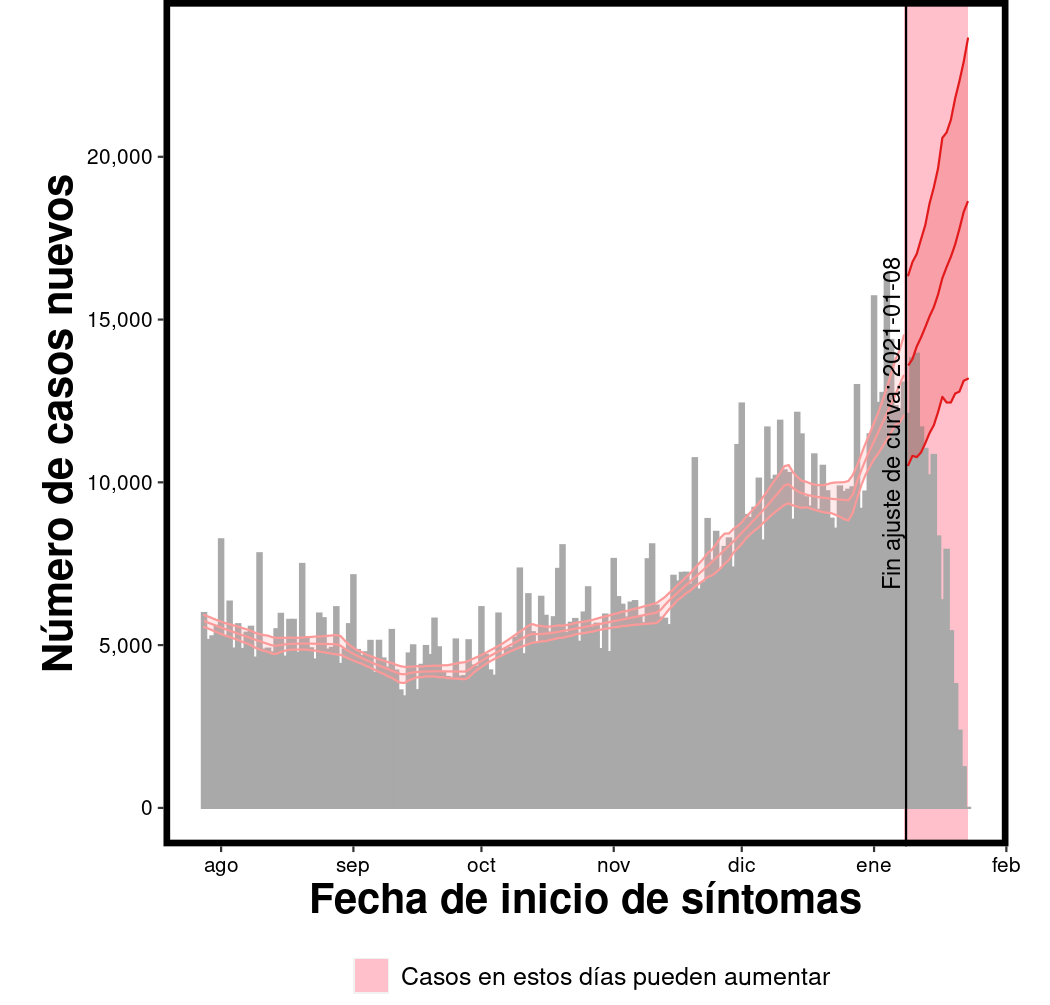 Número de casos nuevos
20,000
15,000
10,000
5,000
0
Fin ajuste de curva: 2021-01-08
ago sep oct nov dic ene feb
Fecha de inicio de síntomas
Casos en estos días pueden aumentar